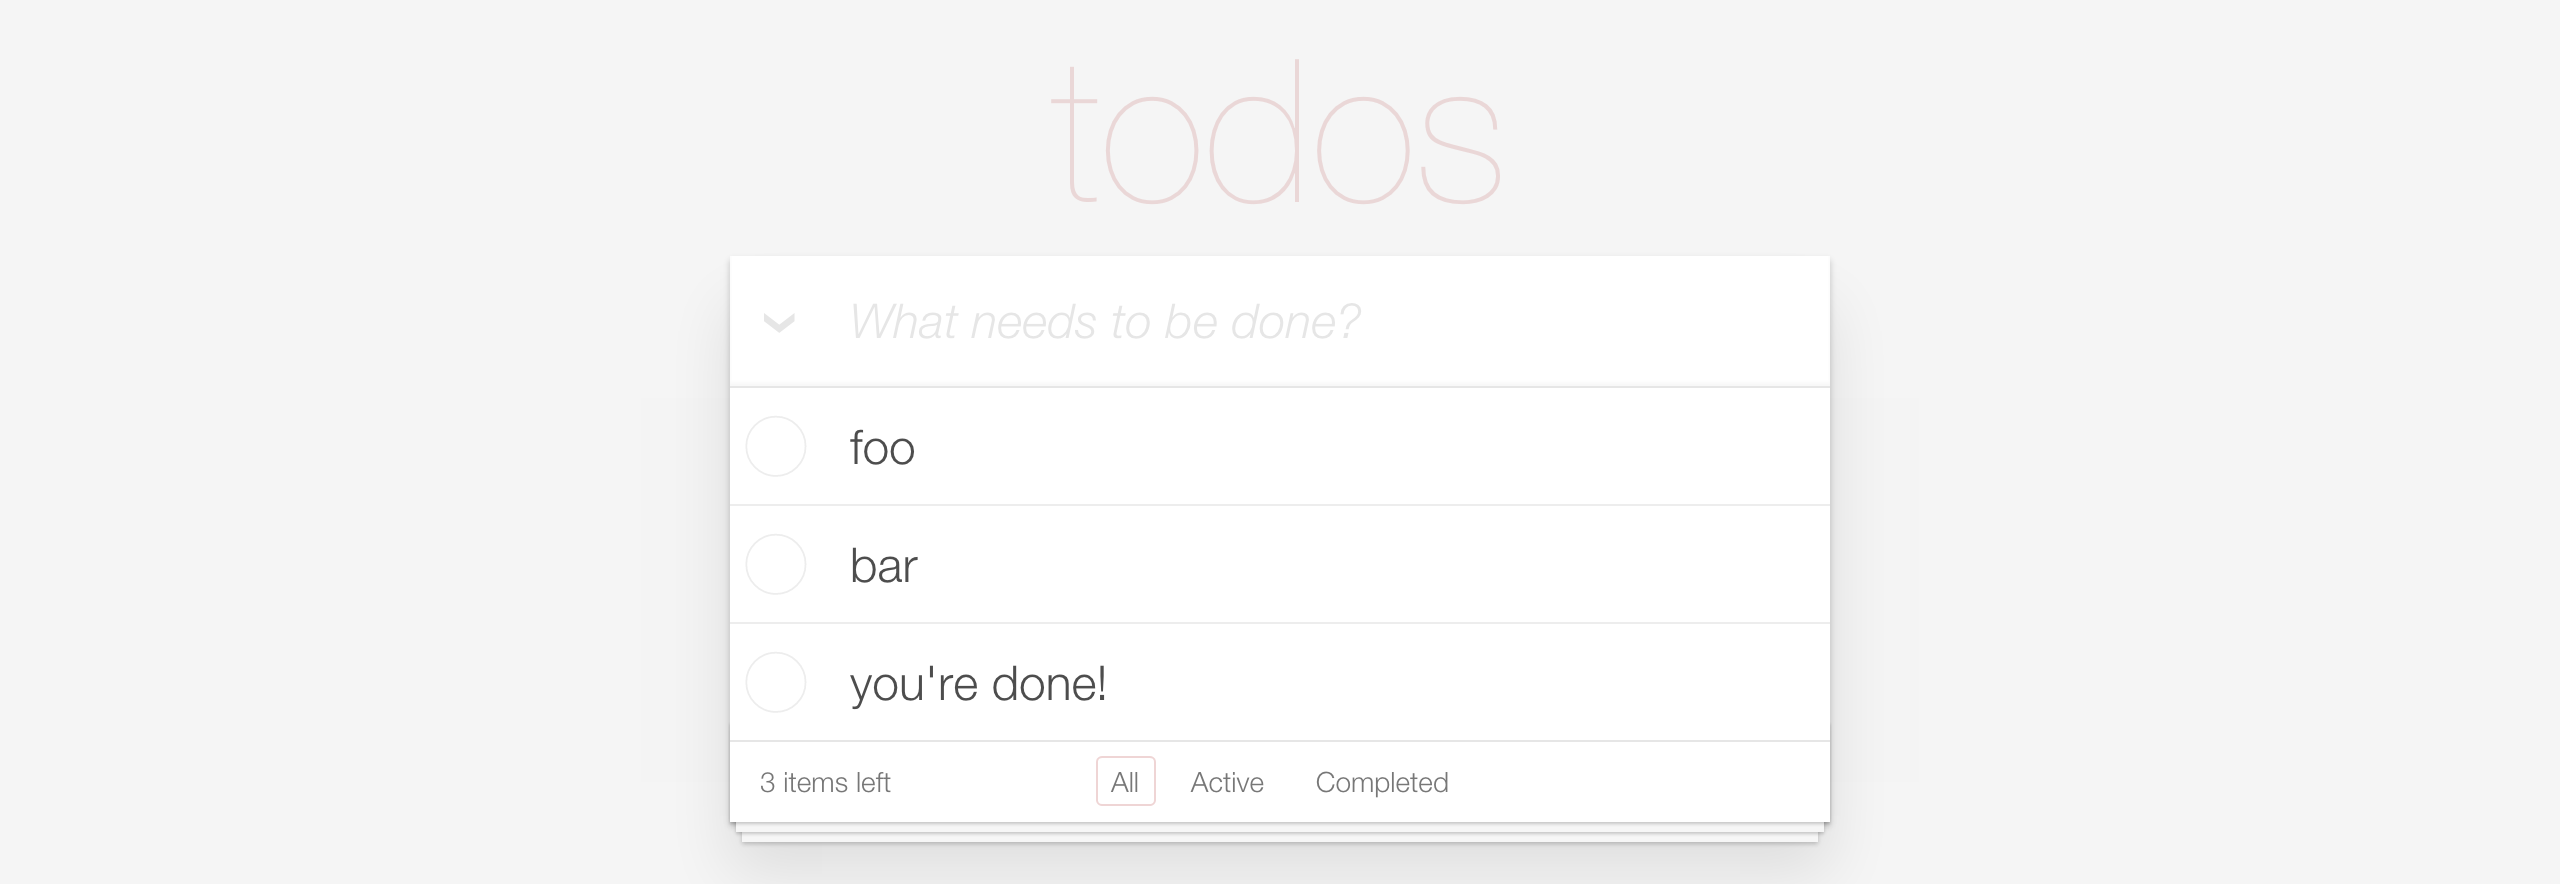 todos
What needs to be done?
foo
bar
you're done!
3 items left All Active Completed